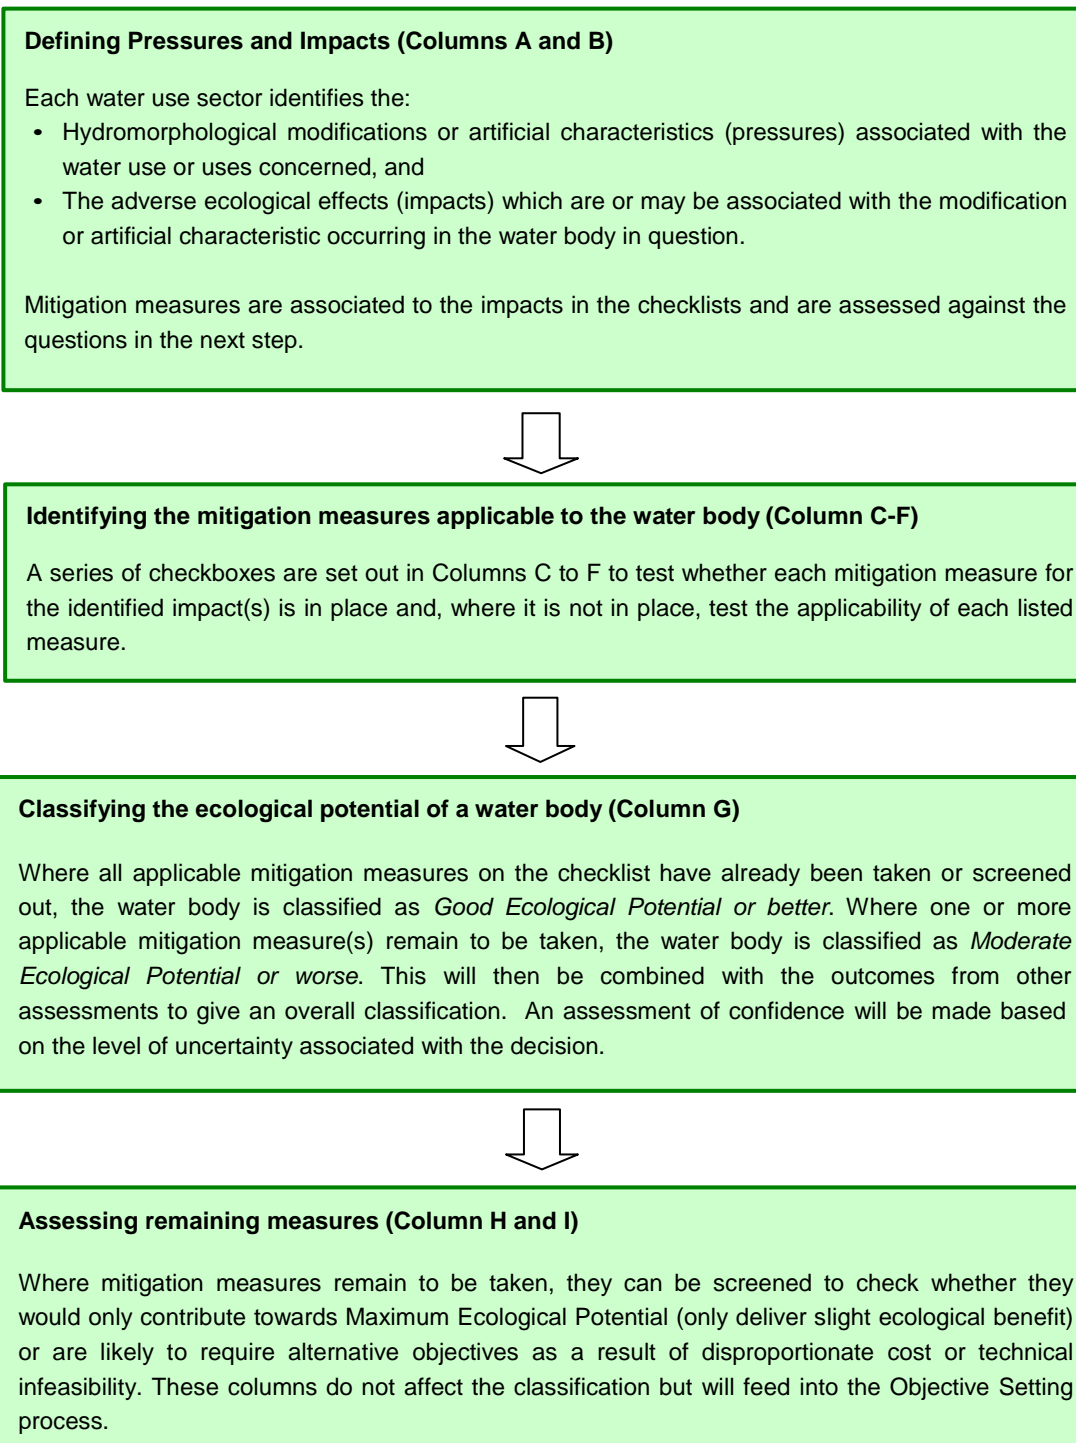 Defining Pressures and Impacts (Columns A and B)
Each water use sector identifies the:
• Hydromorphological modifications or artificial characteristics (pressures) associated with the
water use or uses concerned, and
• The adverse ecological effects (impacts) which are or may be associated with the modification
or artificial characteristic occurring in the water body in question.
Mitigation measures are associated to the impacts in the checklists and are assessed against the
questions in the next step.
Identifying the mitigation measures applicable to the water body (Column C-F)
A series of checkboxes are set out in Columns C to F to test whether each mitigation measure for
the identified impact(s) is in place and, where it is not in place, test the applicability of each listed
measure.
Classifying the ecological potential of a water body (Column G)
Where all applicable mitigation measures on the checklist have already been taken or screened
out, the water body is classified as Good Ecological Potential or better. Where one or more
applicable mitigation measure(s) remain to be taken, the water body is classified as Moderate
Ecological Potential or worse. This will then be combined with the outcomes from other
assessments to give an overall classification. An assessment of confidence will be made based
on the level of uncertainty associated with the decision.
Assessing remaining measures (Column H and I)
Where mitigation measures remain to be taken, they can be screened to check whether they
would only contribute towards Maximum Ecological Potential (only deliver slight ecological benefit)
or are likely to require alternative objectives as a result of disproportionate cost or technical
infeasibility. These columns do not affect the classification but will feed into the Objective Setting
process.